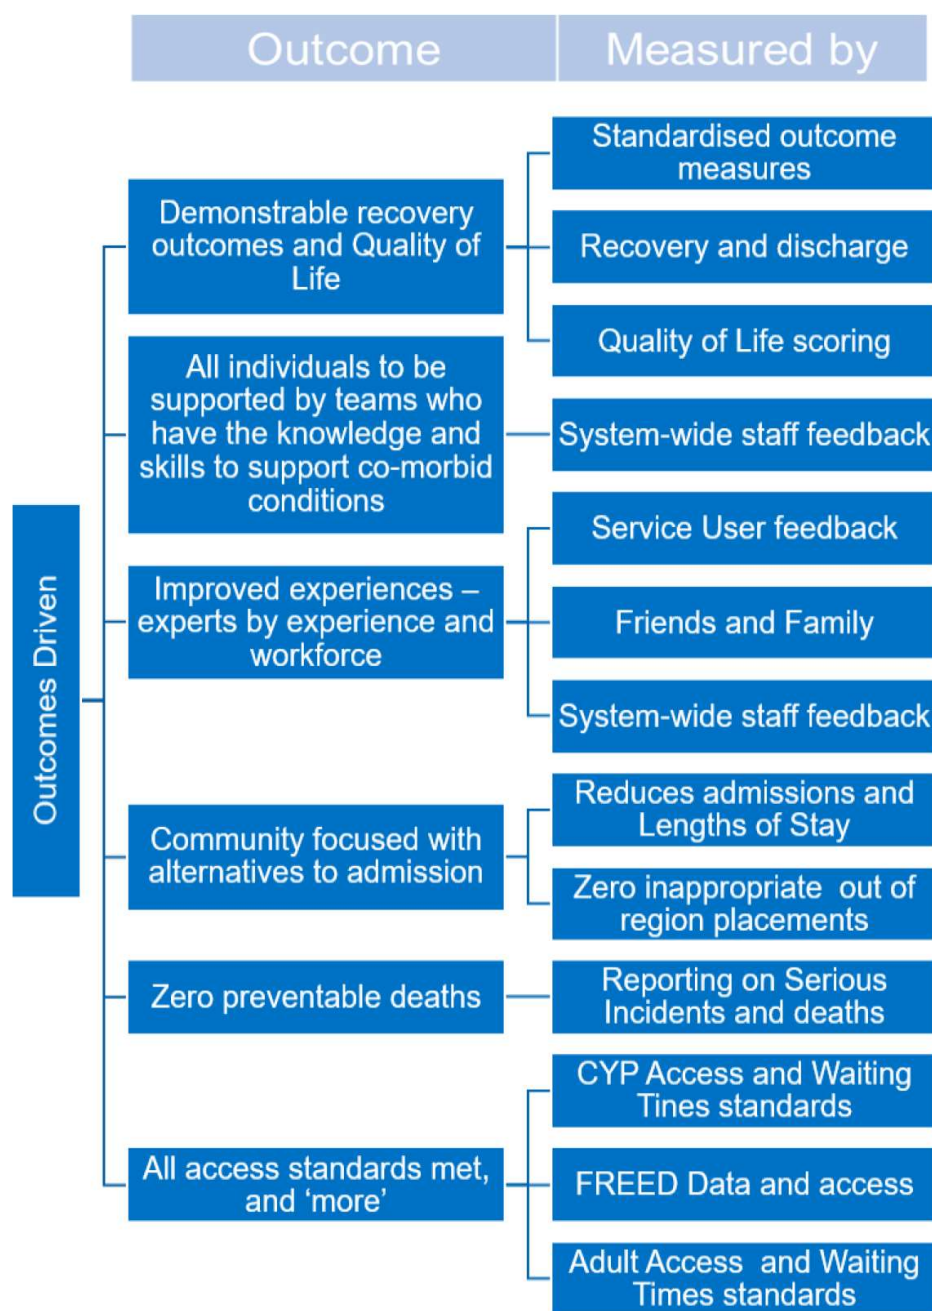 Outcome
Measured by
Outcomes Driven
Demonstrable recovery
outcomes and Quality of
Life
Standardised outcome
measures
Recovery and discharge
Quality of Life scoring
All individuals to be
supported by teams who
have the knowledge and
skills to support co-morbid
conditions
System-wide staff feedback
Improved experiences –
experts by experience and
workforce
Service User feedback
Friends and Family
System-wide staff feedback
Community focused with
alternatives to admission
Reduces admissions and
Lengths of Stay
Zero inappropriate out of
region placements
Zero preventable deaths
Reporting on Serious
Incidents and deaths
All access standards met,
and ‘more’
CYP Access and Waiting
Tines standards
FREED Data and access
Adult Access and Waiting
Times standards